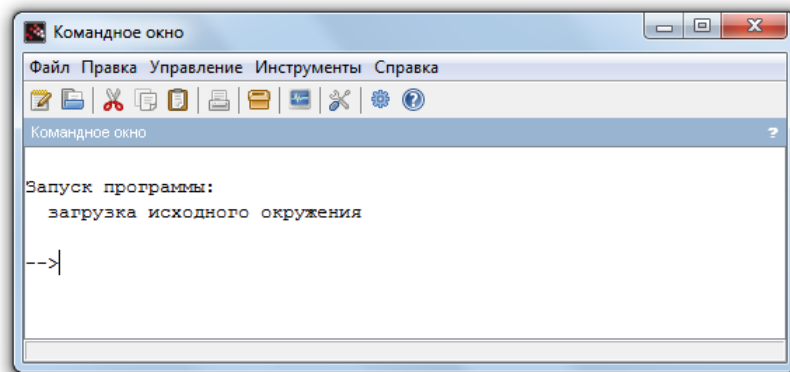 Командное окно
Файл Правка Управление Инструменты Справка
Командное окно ?
Запуск программы:
загрузка исходного окружения
-->